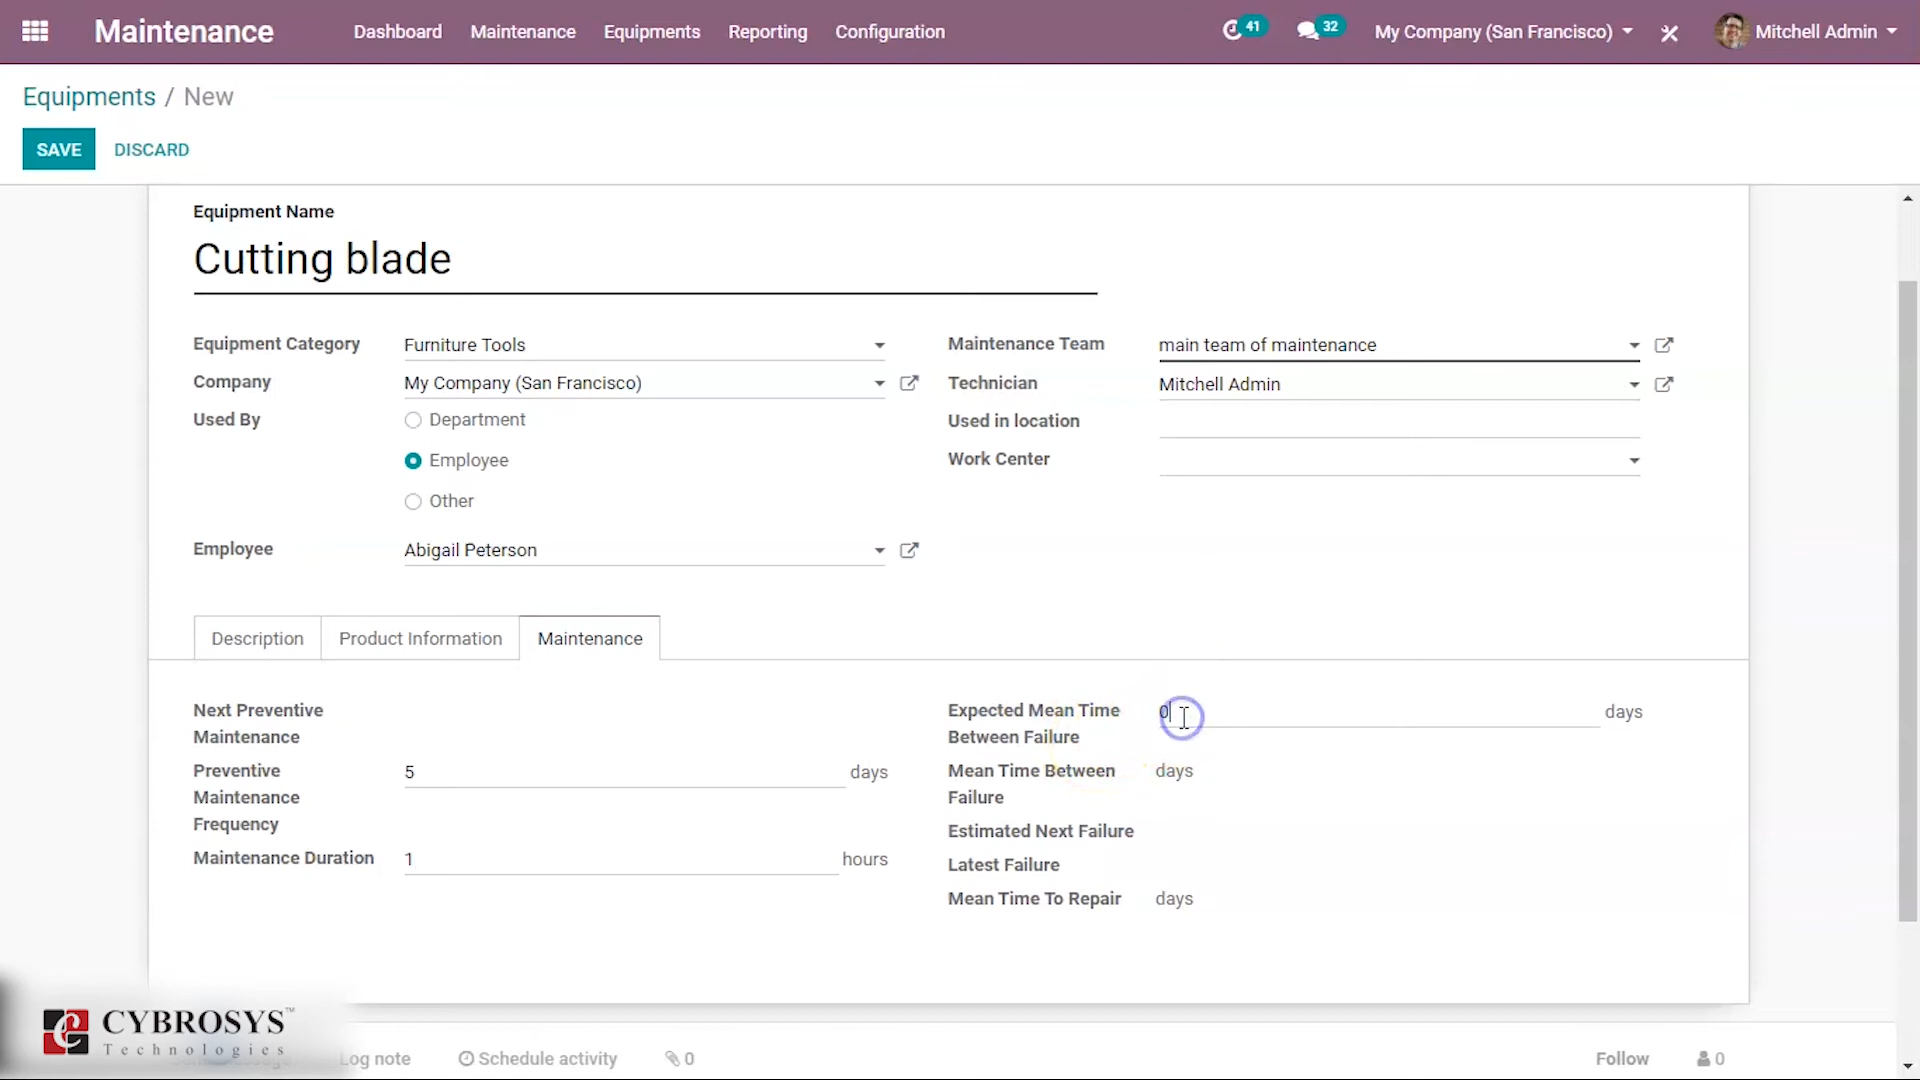 Maintenance Dashboard Maintenance Equipments Reporting Configuration 41 32 My Company (San Francisco) Mitchell Admin
Equipments / New
SAVE DISCARD
Equipment Name
Cutting blade
Equipment Category Furniture Tools
Company My Company (San Francisco)
Used By Department
Employee
Other
Employee Abigail Peterson
Maintenance Team main team of maintenance
Technician Mitchell Admin
Used in location
Work Center
Description Product Information Maintenance
Next Preventive
Maintenance
Preventive 5 days
Maintenance
Frequency
Maintenance Duration 1 hours
Expected Mean Time 0 days
Between Failure
Mean Time Between days
Failure
Estimated Next Failure
Latest Failure
Mean Time To Repair days
CYBROSYS™
Technologies
Log note Schedule activity 0 Follow 0